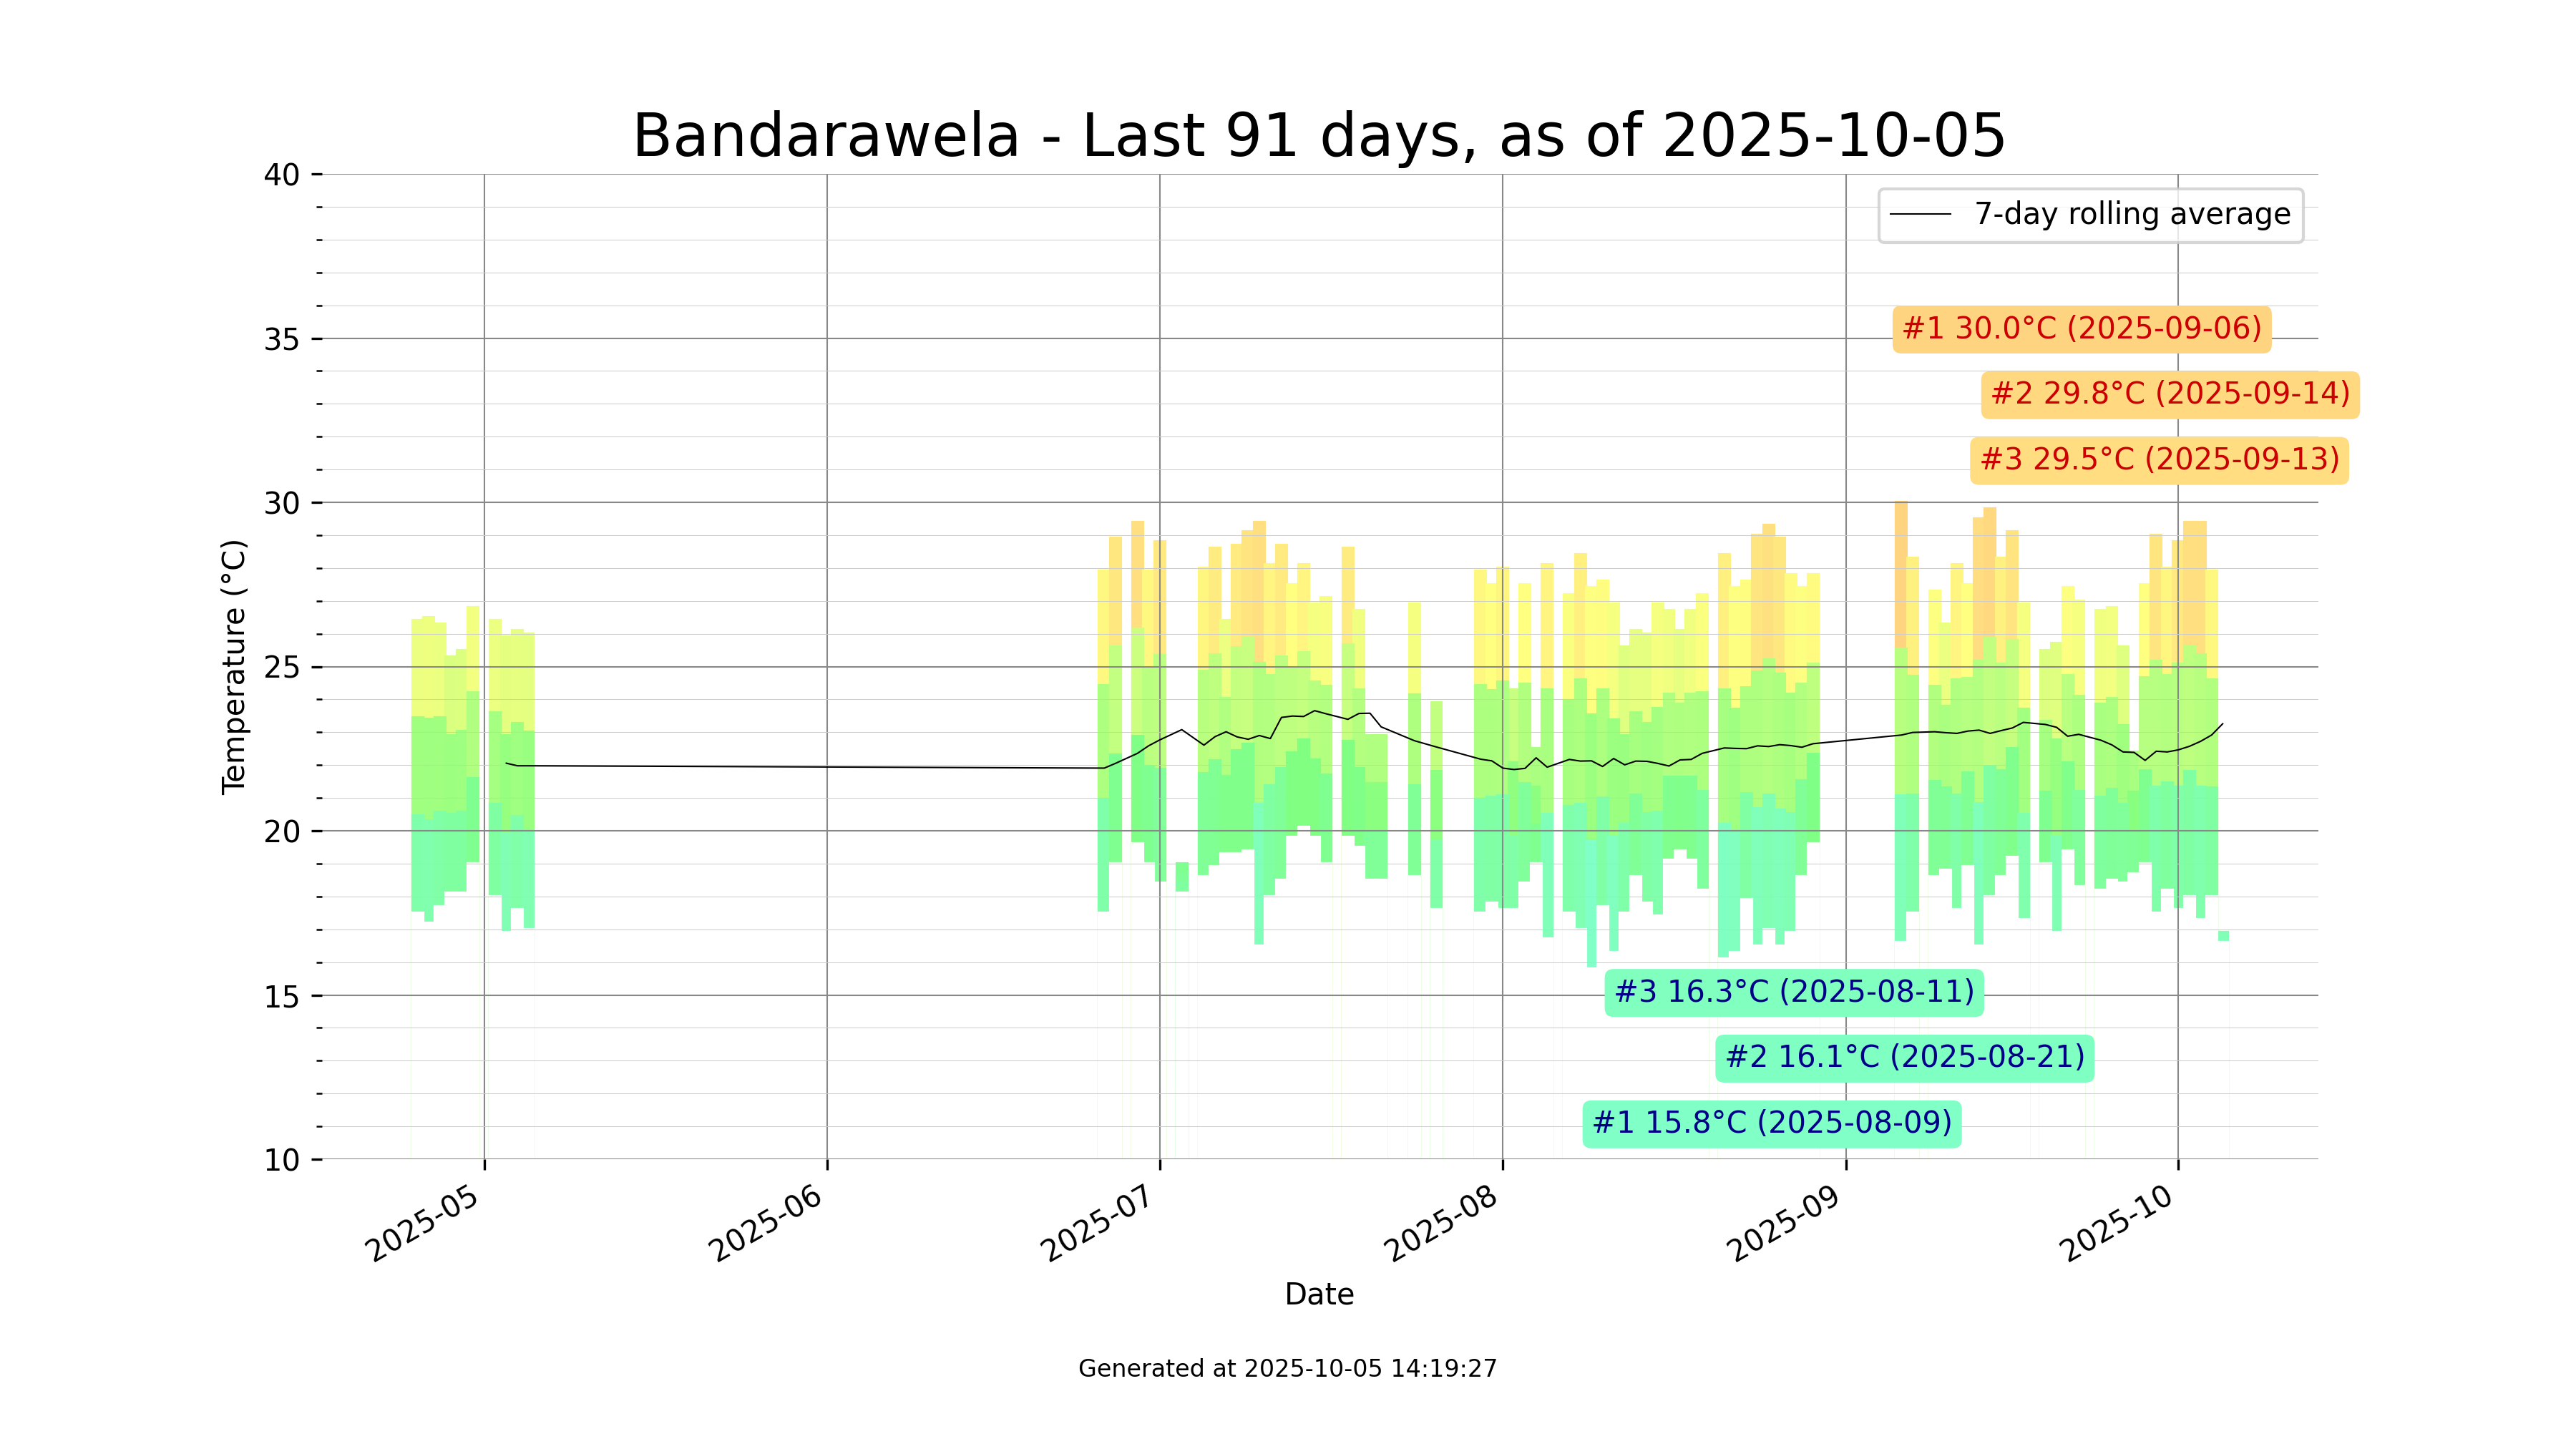 Bandarawela - Last 91 days, as of 2025-10-05
40
35
30
25
20
15
10
Temperature (°C)
7-day rolling average
#1 30.0°C (2025-09-06)
#2 29.8°C (2025-09-14)
#3 29.5°C (2025-09-13)
#3 16.3°C (2025-08-11)
#2 16.1°C (2025-08-21)
#1 15.8°C (2025-08-09)
2025-05
2025-06
2025-07
2025-08
2025-09
2025-10
Date
Generated at 2025-10-05 14:19:27